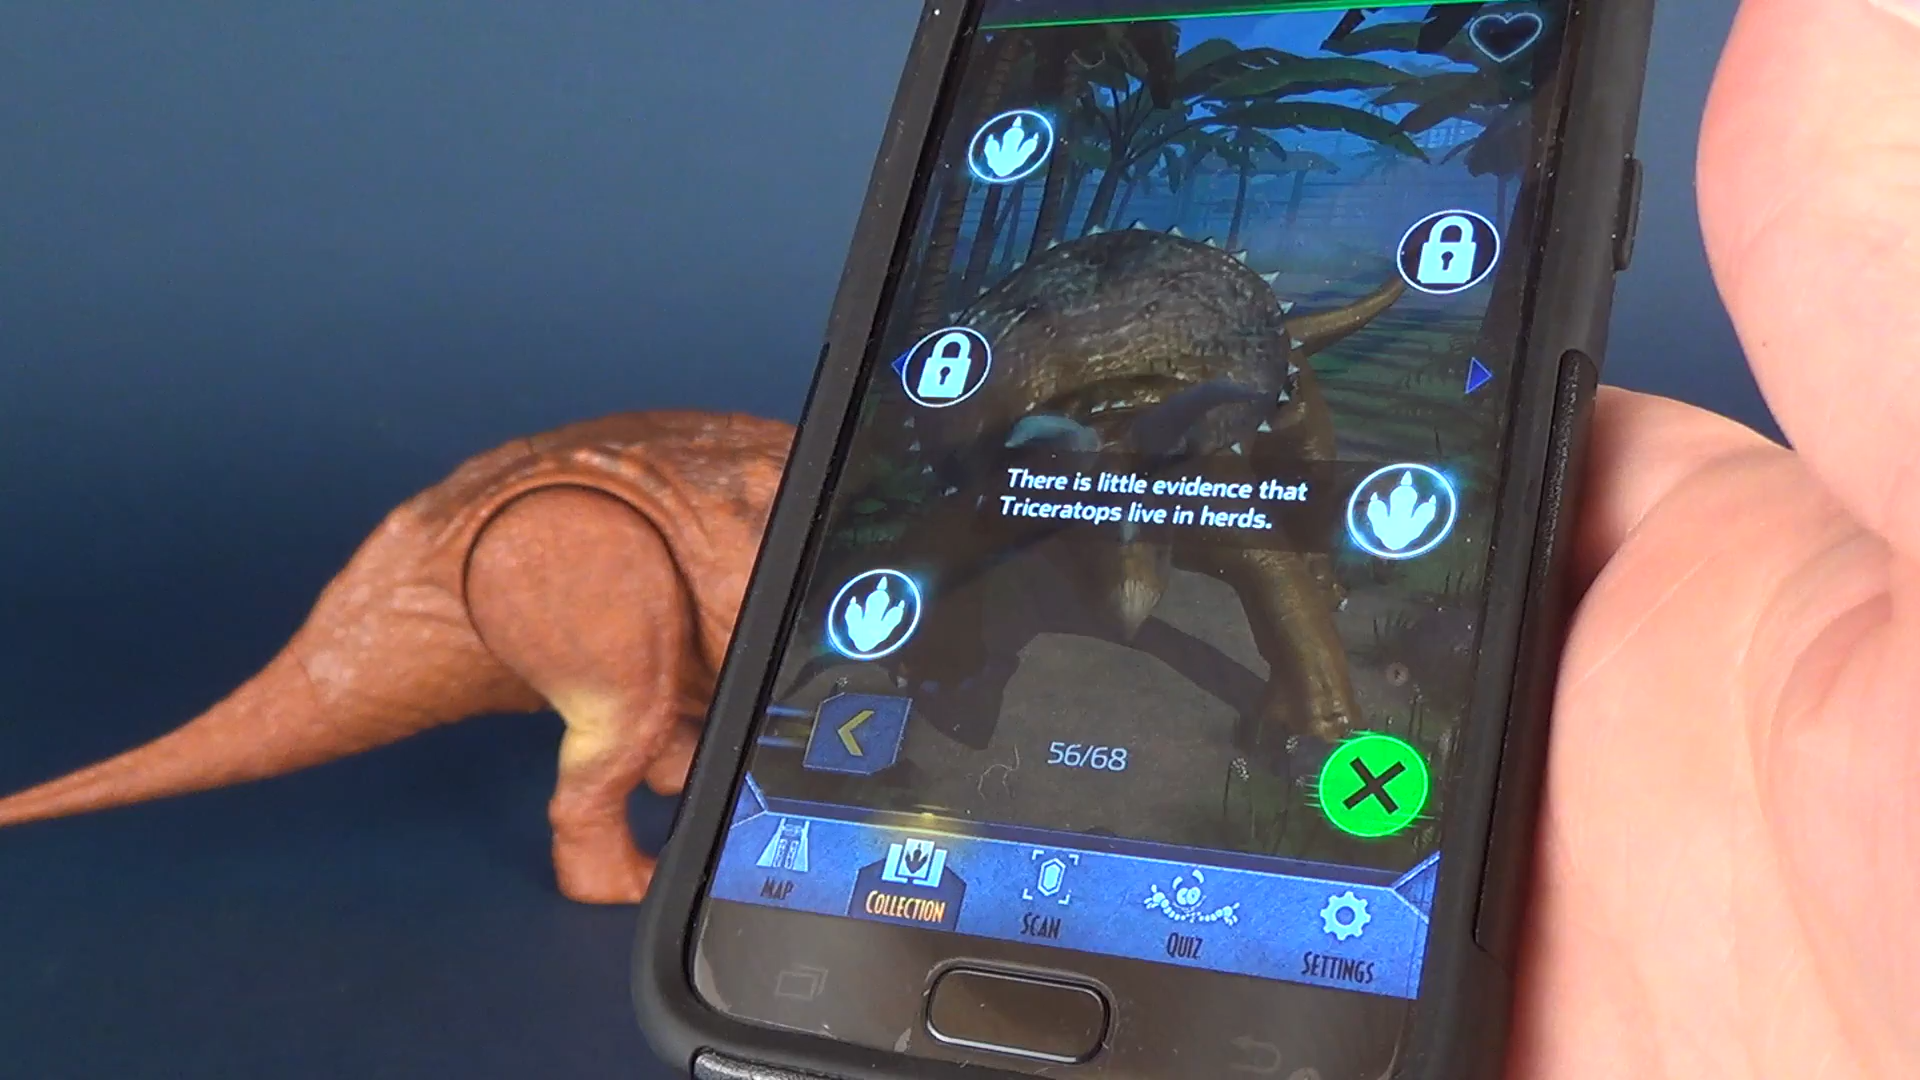 There is little evidence that
Triceratops live in herds.
56/68
MAP
COLLECTION
SCAN
QUIZ
SETTINGS